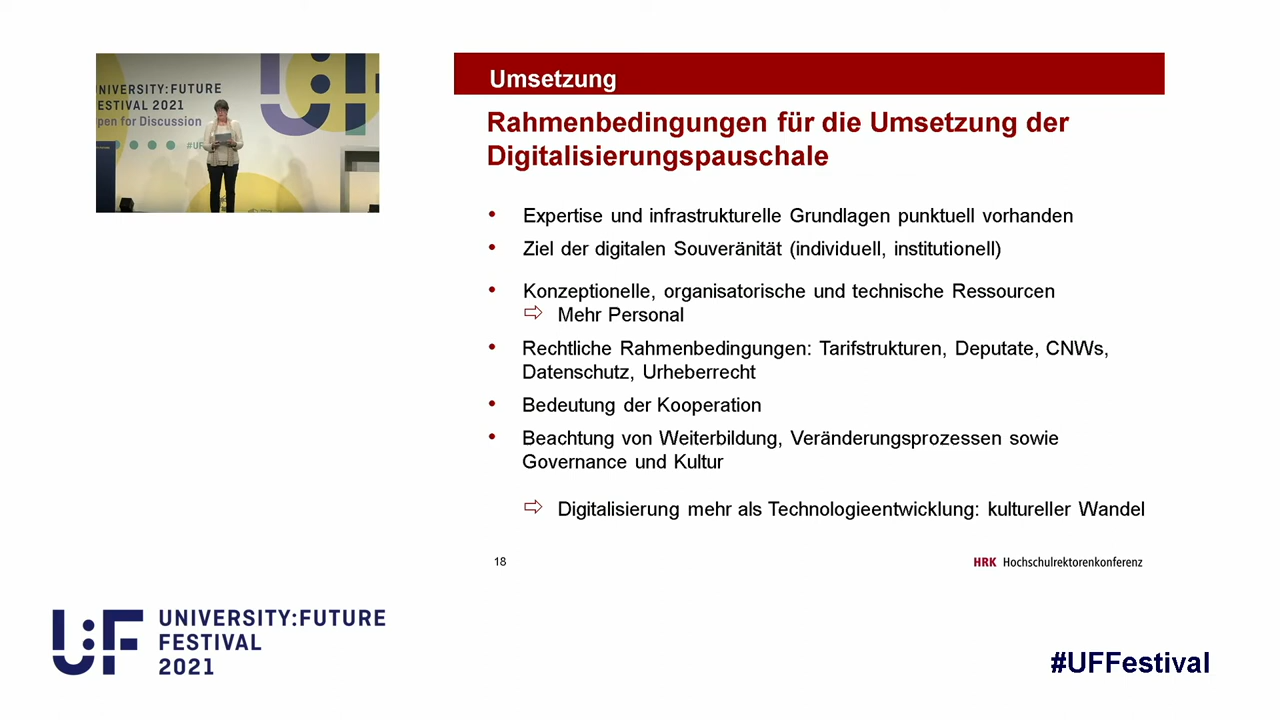 UNIVERSITY:FUTURE
FESTIVAL 2021
pen for Discussion
#UF
Umsetzung
Rahmenbedingungen für die Umsetzung der
Digitalisierungspauschale
• Expertise und infrastrukturelle Grundlagen punktuell vorhanden
• Ziel der digitalen Souveränität (individuell, institutionell)
• Konzeptionelle, organisatorische und technische Ressourcen
⇨ Mehr Personal
• Rechtliche Rahmenbedingungen: Tarifstrukturen, Deputate, CNWs,
Datenschutz, Urheberrecht
• Bedeutung der Kooperation
• Beachtung von Weiterbildung, Veränderungsprozessen sowie
Governance und Kultur
⇨ Digitalisierung mehr als Technologieentwicklung: kultureller Wandel
18
HRK Hochschulrektorenkonferenz
U:F UNIVERSITY:FUTURE
FESTIVAL
2021
#UFFestival